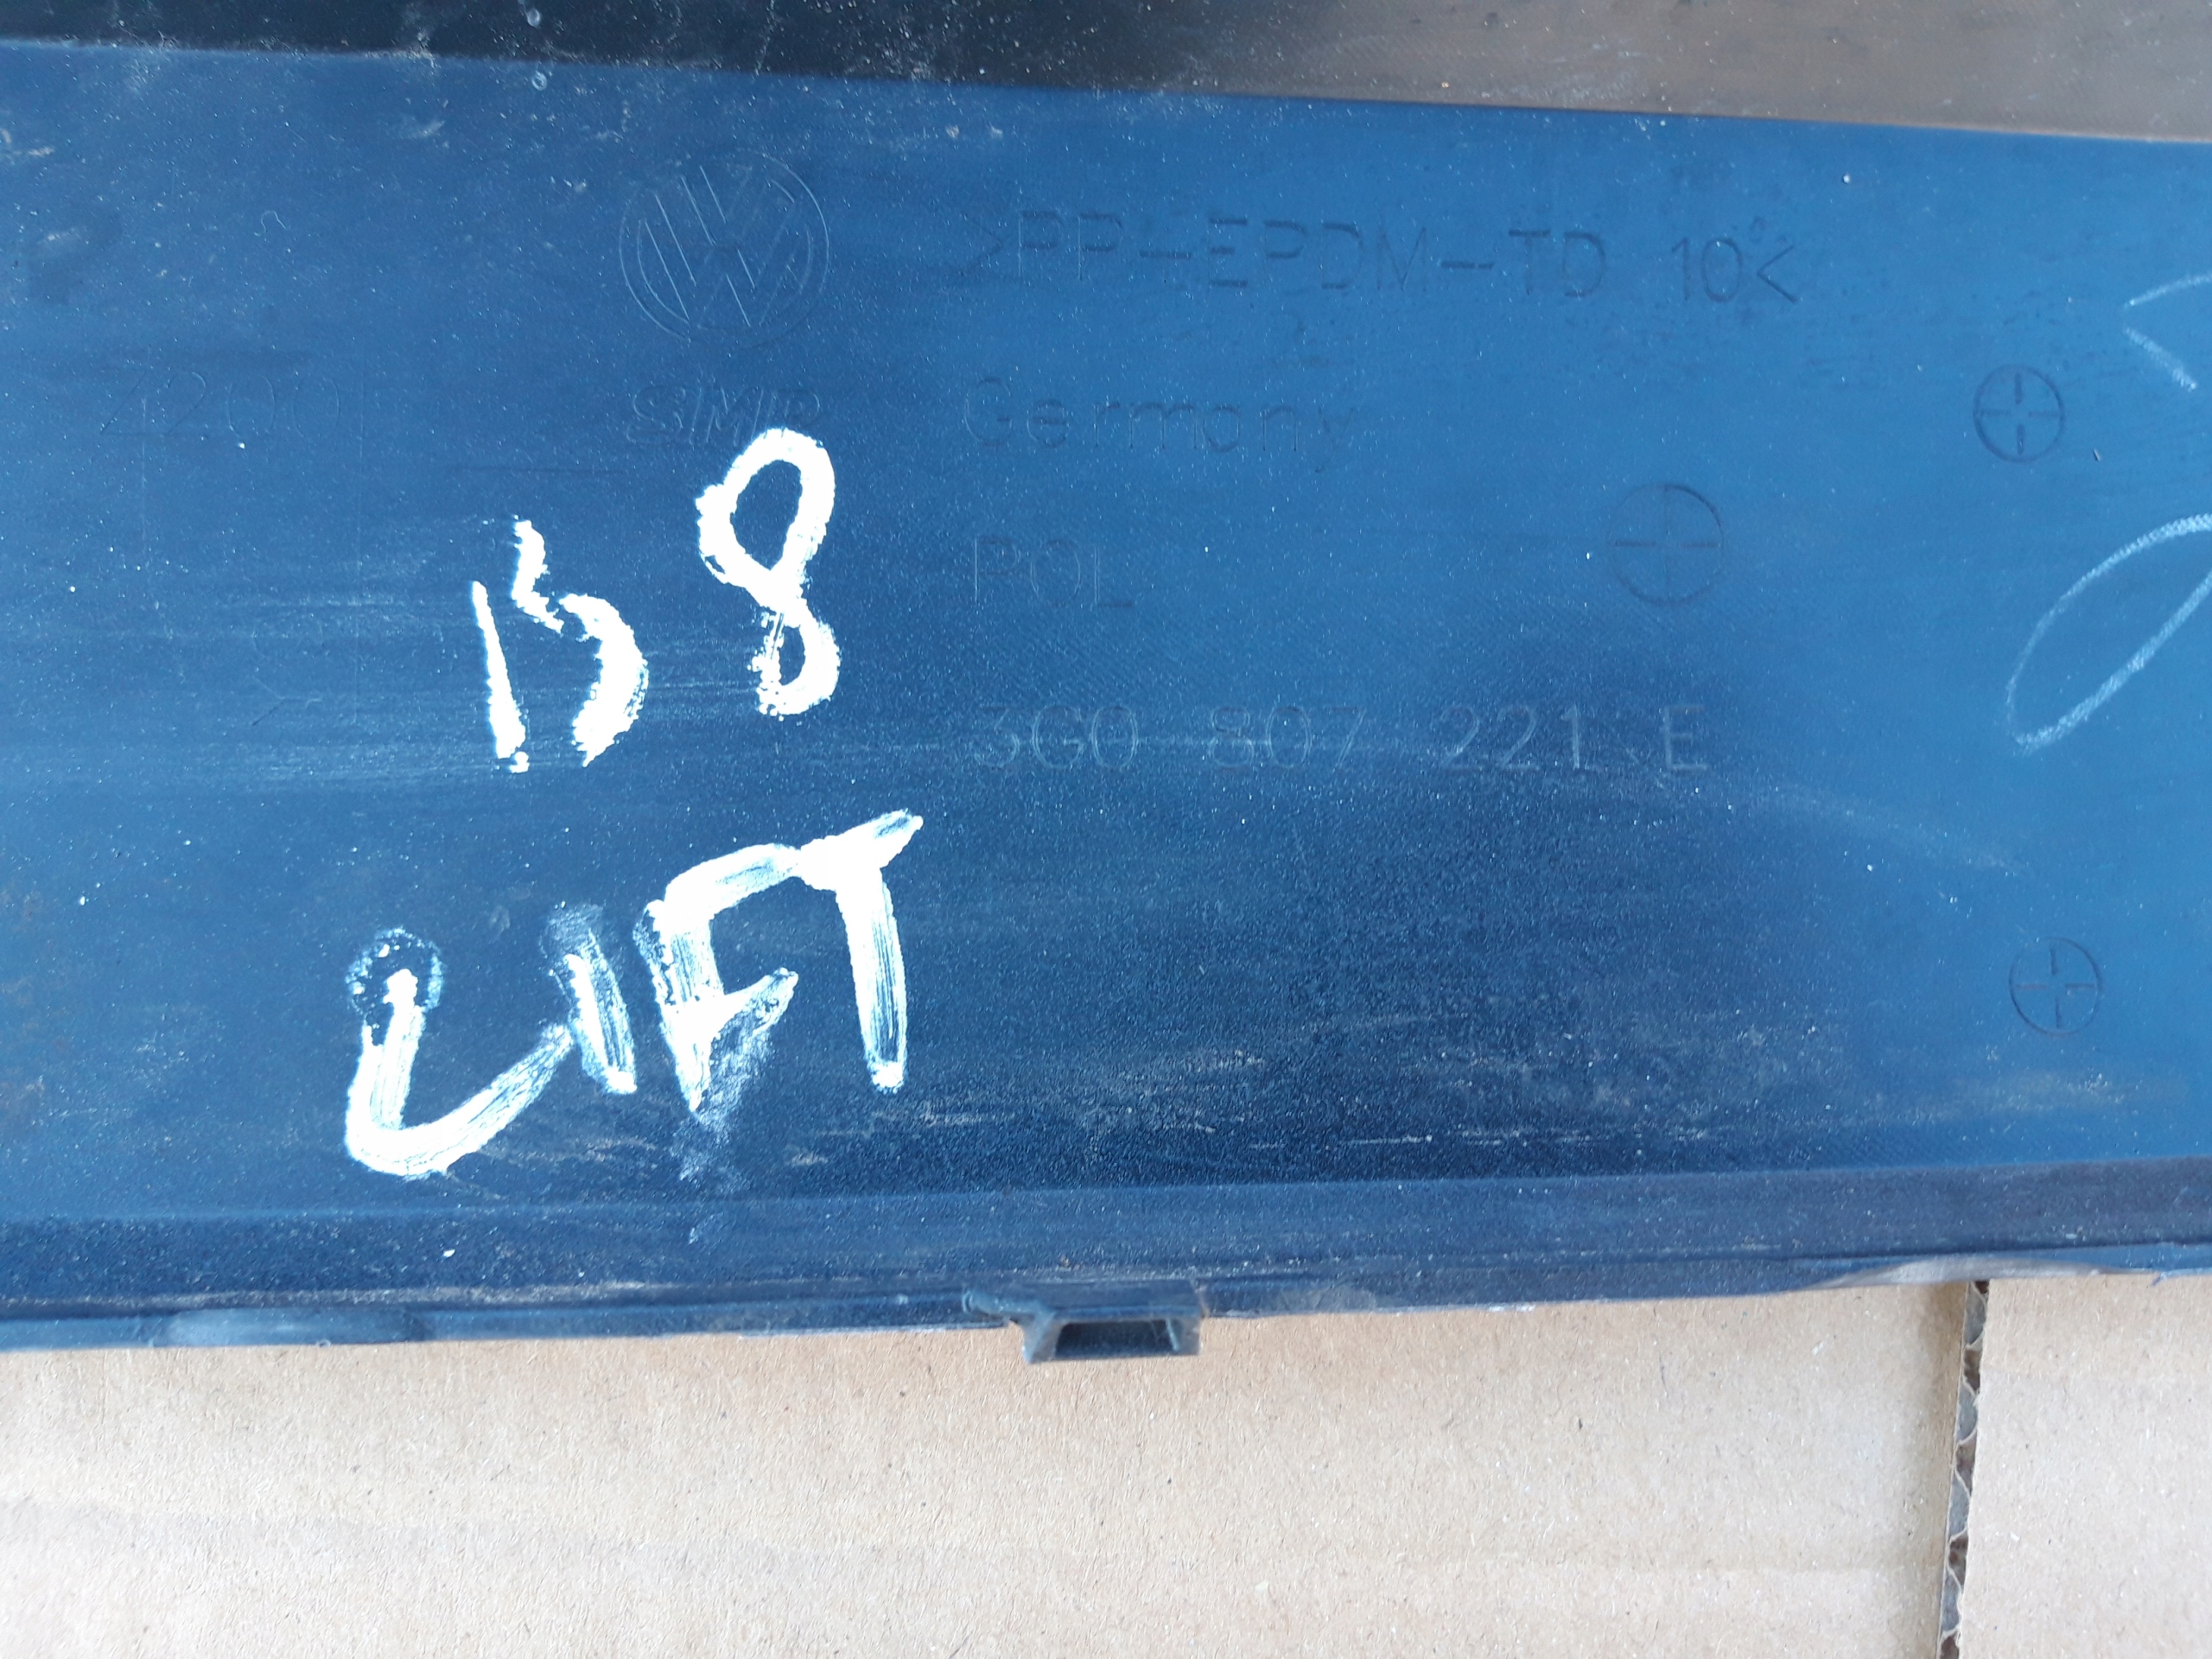 >PP-EPDM-TD 10<
4200
SMP
Germany
B8
POL
3G0 807 221 E
LIFT